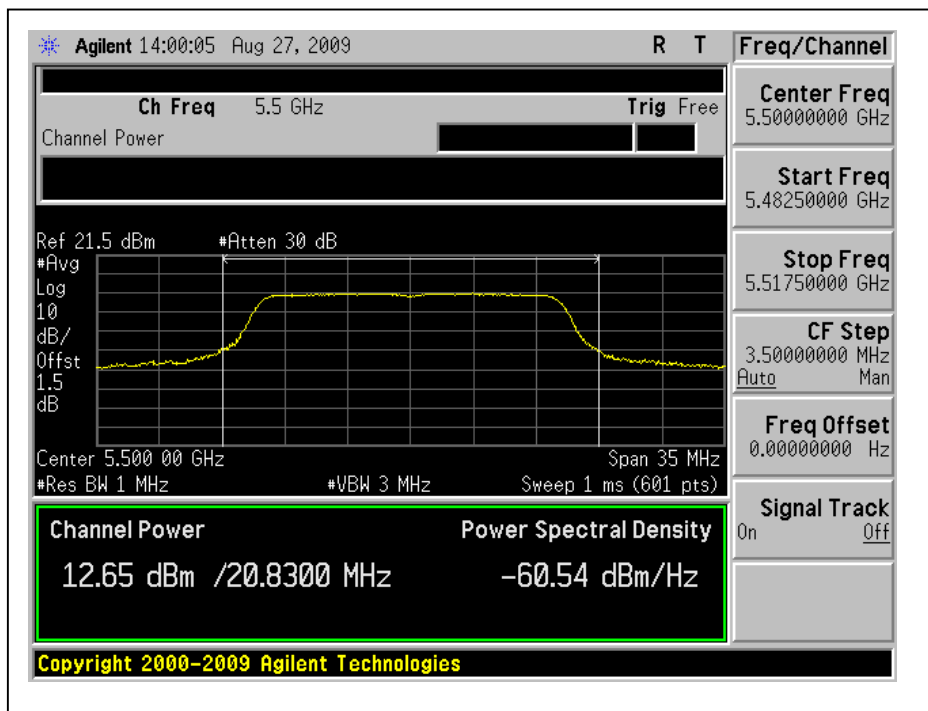 Agilent 14:00:05 Aug 27, 2009 R T
Ch Freq 5.5 GHz Trig Free
Channel Power
Ref 21.5 dBm #Atten 30 dB
#Avg
Log
10
dB/
Offst
1.5
dB
Center 5.500 00 GHz Span 35 MHz
#Res BW 1 MHz #VBW 3 MHz Sweep 1 ms (601 pts)
Channel Power Power Spectral Density
12.65 dBm /20.8300 MHz -60.54 dBm/Hz
Copyright 2000-2009 Agilent Technologies
Freq/Channel
Center Freq
5.50000000 GHz
Start Freq
5.48250000 GHz
Stop Freq
5.51750000 GHz
CF Step
3.50000000 MHz
Auto Man
Freq Offset
0.00000000 Hz
Signal Track
On Off